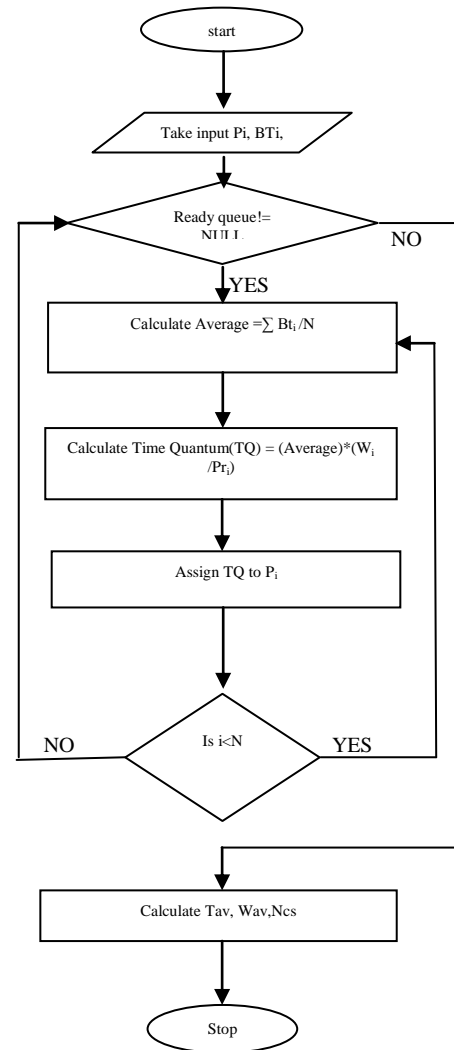 start
Take input Pi, BTi,
Ready queue!=
NULL
NO
YES
Calculate Average =∑ Btᵢ /N
Calculate Time Quantum(TQ) = (Average)*(Wᵢ
/Prᵢ)
Assign TQ to Pᵢ
NO
Is i<N
YES
Calculate Tav, Wav,Ncs
Stop